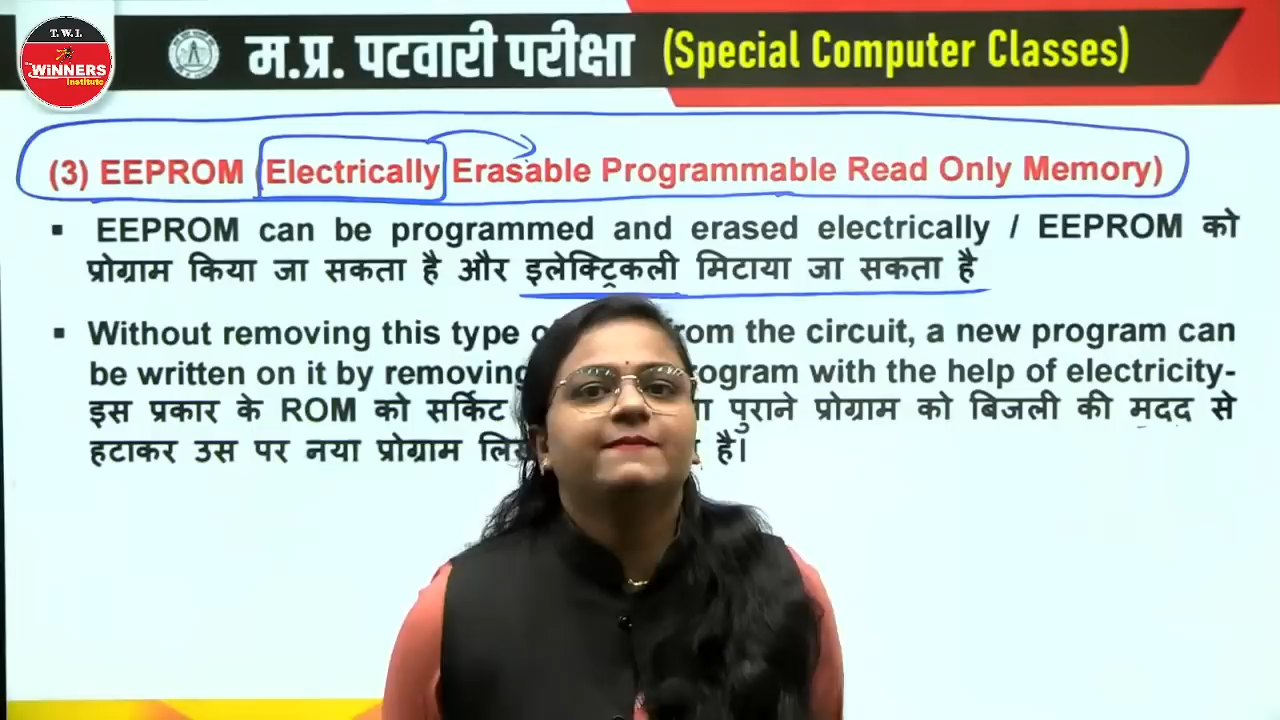 T.W.I.
WiNNERS
institute
म.प्र. पटवारी परीक्षा (Special Computer Classes)
(3) EEPROM (Electrically Erasable Programmable Read Only Memory)
▪ EEPROM can be programmed and erased electrically / EEPROM को
प्रोग्राम किया जा सकता है और इलेक्ट्रिकली मिटाया जा सकता है
▪ Without removing this type the circuit, a new program can
be written on it by removing with the help of electricity-
इस प्रकार के ROM को सर्किट पुराने प्रोग्राम को बिजली की मदद से
हटाकर उस पर नया प्रोग्राम है।